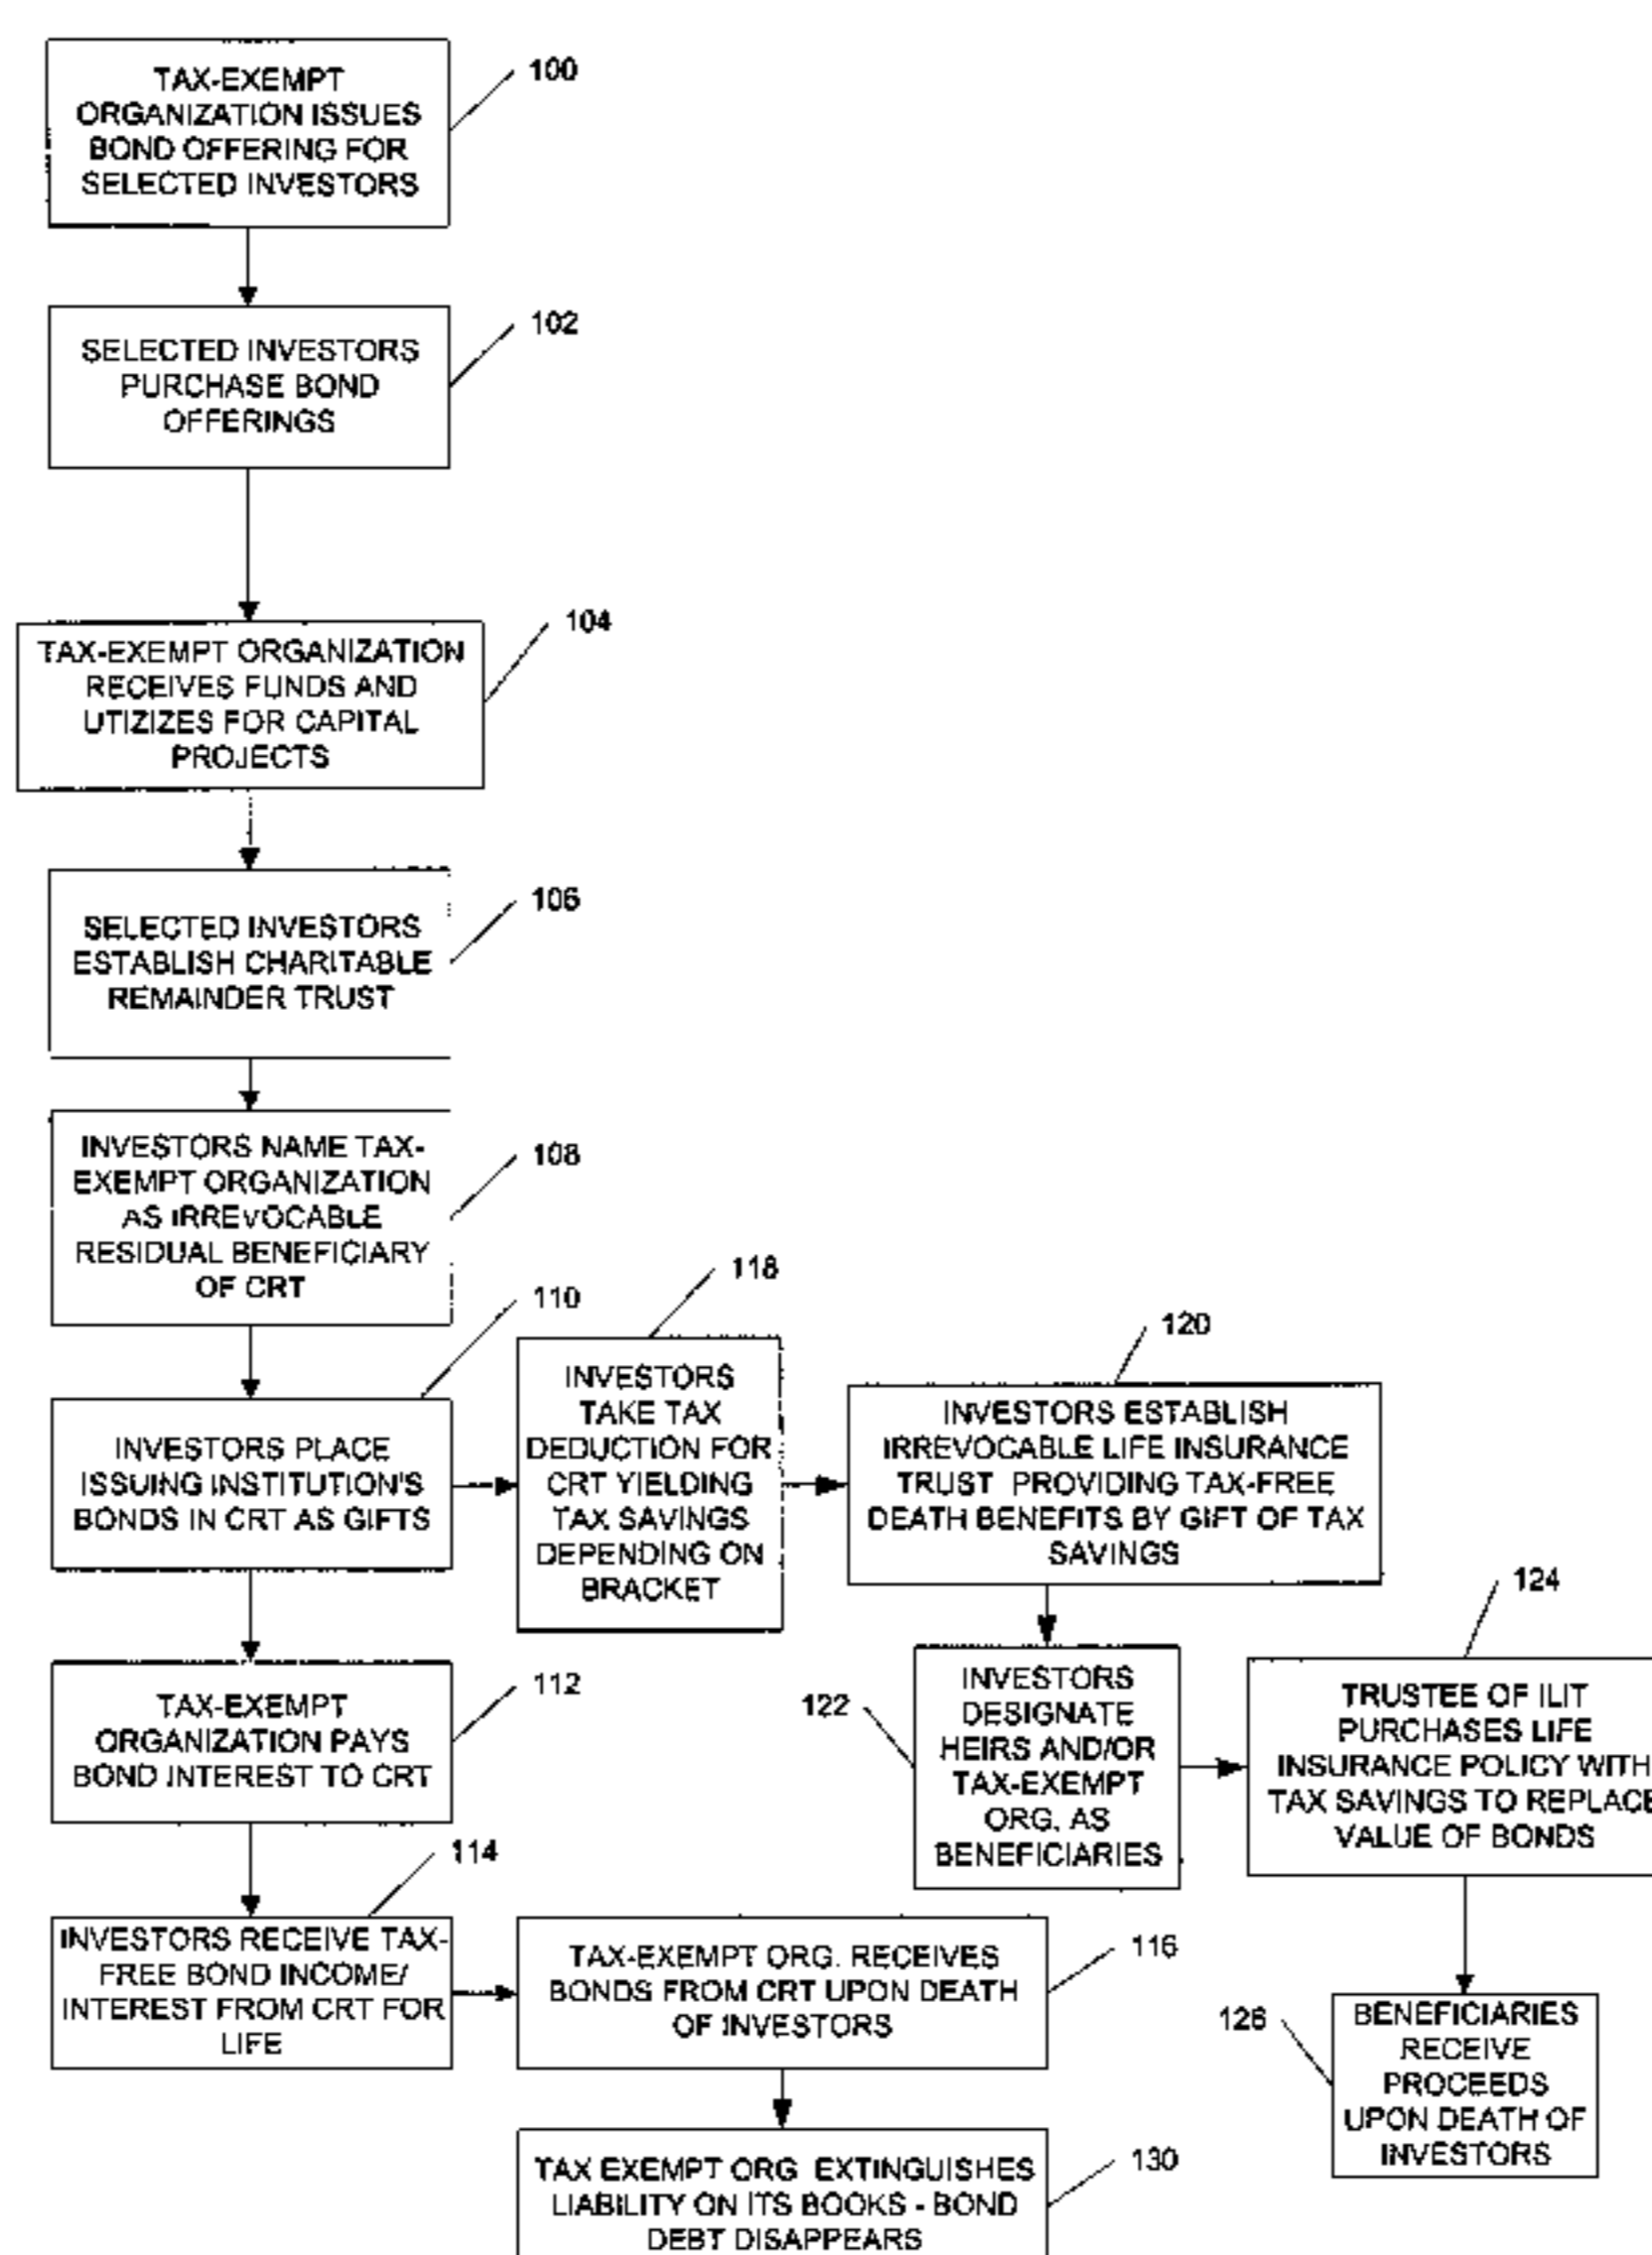 TAX-EXEMPT
ORGANIZATION ISSUES
BOND OFFERING FOR
SELECTED INVESTORS
100
SELECTED INVESTORS
PURCHASE BOND
OFFERINGS
102
TAX-EXEMPT ORGANIZATION
RECEIVES FUNDS AND
UTIZIZES FOR CAPITAL
PROJECTS
104
SELECTED INVESTORS
ESTABLISH CHARITABLE
REMAINDER TRUST
106
INVESTORS NAME TAX-
EXEMPT ORGANIZATION
AS IRREVOCABLE
RESIDUAL BENEFICIARY
OF CRT
108
INVESTORS PLACE
ISSUING INSTITUTION'S
BONDS IN CRT AS GIFTS
110
INVESTORS
TAKE TAX
DEDUCTION FOR
CRT YIELDING
TAX SAVINGS
DEPENDING ON
BRACKET
118
INVESTORS ESTABLISH
IRREVOCABLE LIFE INSURANCE
TRUST PROVIDING TAX-FREE
DEATH BENEFITS BY GIFT OF TAX
SAVINGS
120
TAX-EXEMPT
ORGANIZATION PAYS
BOND INTEREST TO CRT
112
INVESTORS
DESIGNATE
HEIRS AND/OR
TAX-EXEMPT
ORG. AS
BENEFICIARIES
122
TRUSTEE OF ILIT
PURCHASES LIFE
INSURANCE POLICY WITH
TAX SAVINGS TO REPLACE
VALUE OF BONDS
124
INVESTORS RECEIVE TAX-
FREE BOND INCOME/
INTEREST FROM CRT FOR
LIFE
114
TAX-EXEMPT ORG. RECEIVES
BONDS FROM CRT UPON DEATH
OF INVESTORS
116
BENEFICIARIES
RECEIVE
PROCEEDS
UPON DEATH OF
INVESTORS
126
TAX EXEMPT ORG EXTINGUISHES
LIABILITY ON ITS BOOKS - BOND
DEBT DISAPPEARS
130